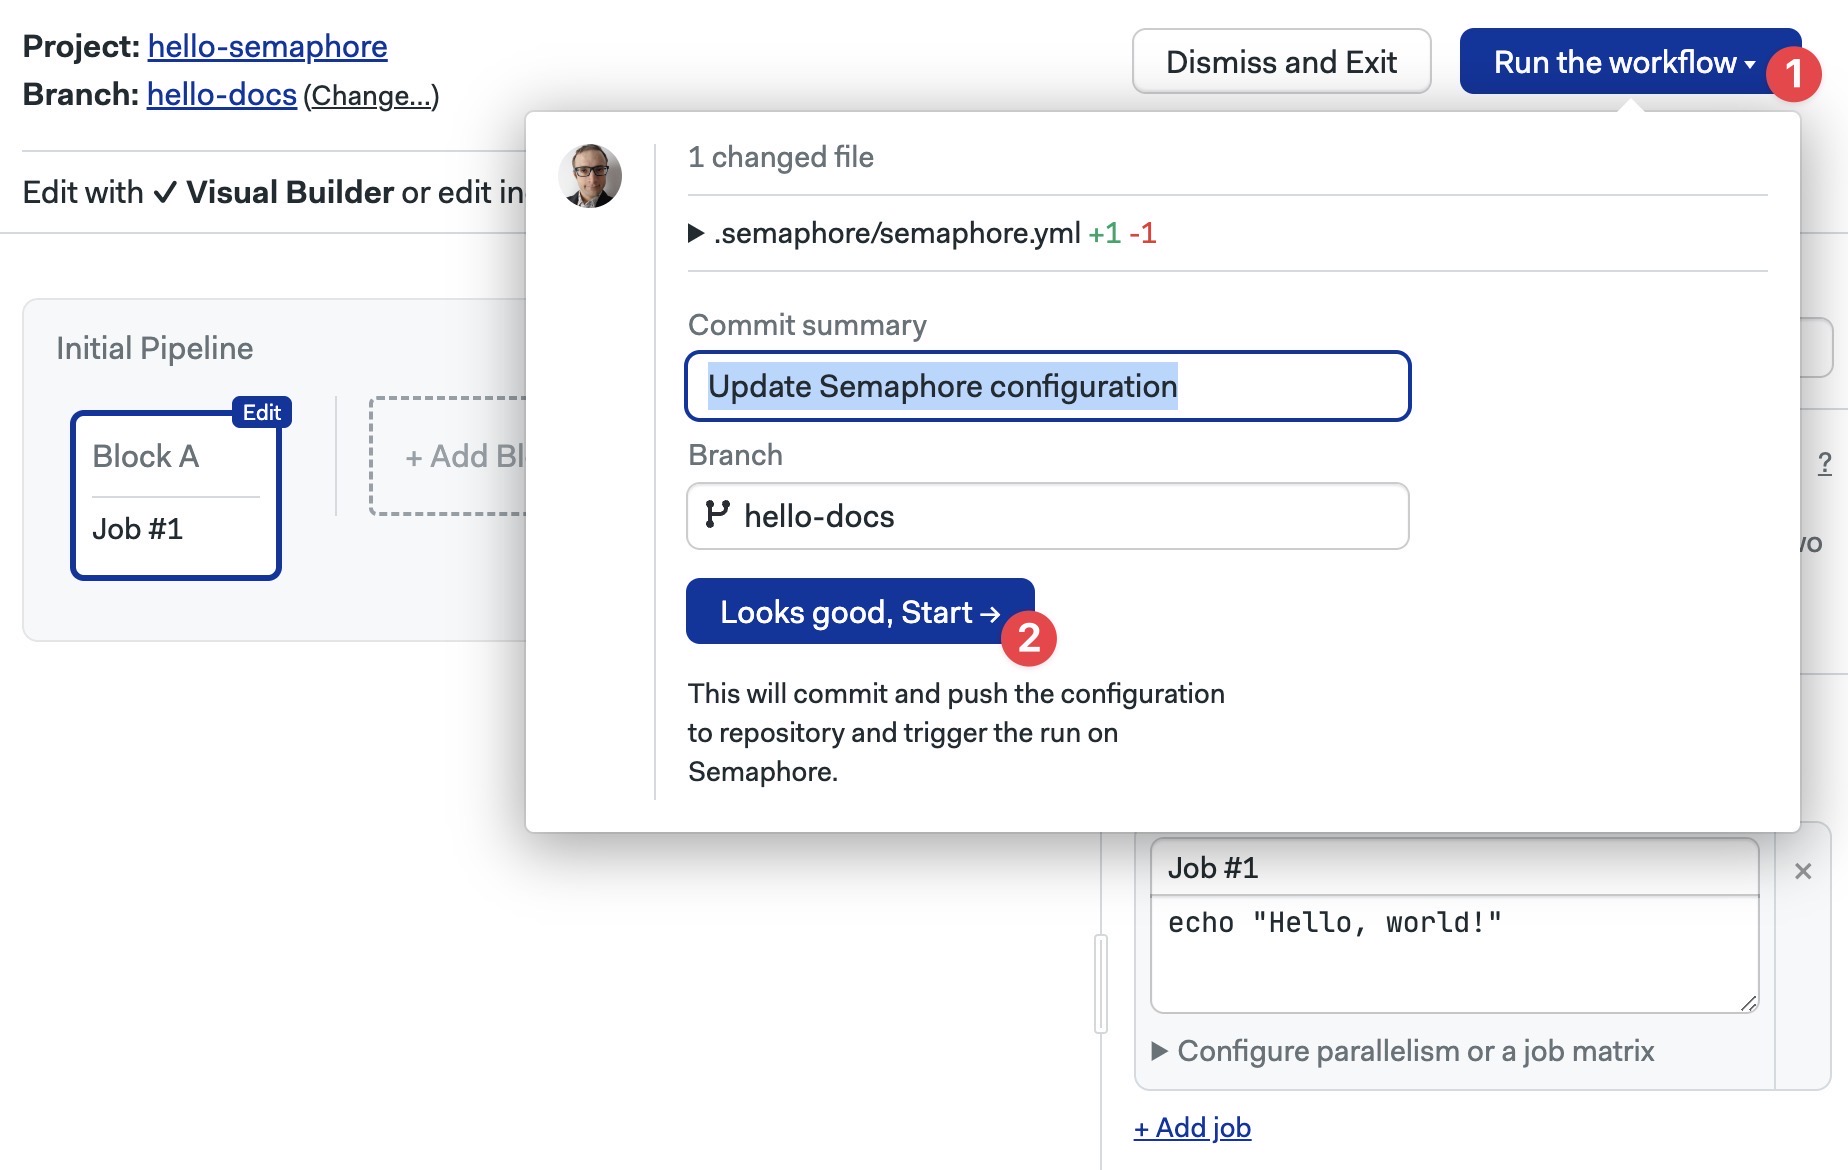 Project: hello-semaphore
Branch: hello-docs (Change...)
Dismiss and Exit
Run the workflow
1
Edit with ✓ Visual Builder or edit in
1 changed file
.semaphore/semaphore.yml +1 -1
Commit summary
Update Semaphore configuration
Branch
hello-docs
Looks good, Start →
2
This will commit and push the configuration
to repository and trigger the run on
Semaphore.
Initial Pipeline
Edit
Block A
Job #1
+ Add Bl
?
Job #1
×
echo "Hello, world!"
Configure parallelism or a job matrix
+ Add job